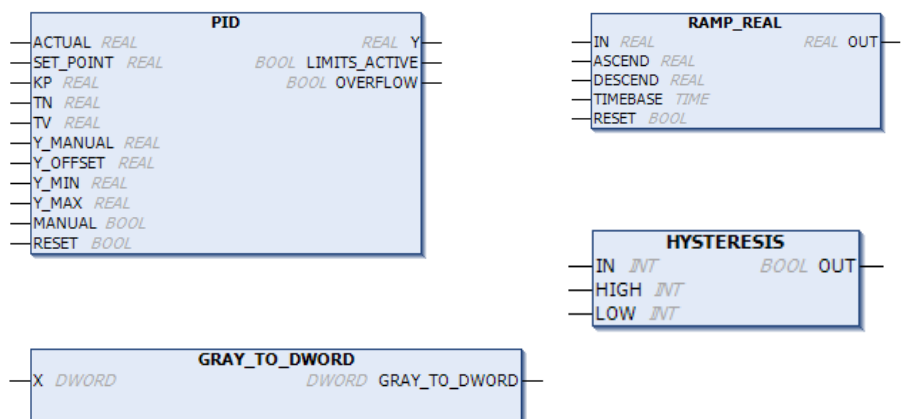 PID
ACTUAL REAL REAL Y
SET_POINT REAL BOOL LIMITS_ACTIVE
KP REAL BOOL OVERFLOW
TN REAL
TV REAL
Y_MANUAL REAL
Y_OFFSET REAL
Y_MIN REAL
Y_MAX REAL
MANUAL BOOL
RESET BOOL
RAMP_REAL
IN REAL REAL OUT
ASCEND REAL
DESCEND REAL
TIMEBASE TIME
RESET BOOL
HYSTERESIS
IN INT BOOL OUT
HIGH INT
LOW INT
GRAY_TO_DWORD
X DWORD DWORD GRAY_TO_DWORD